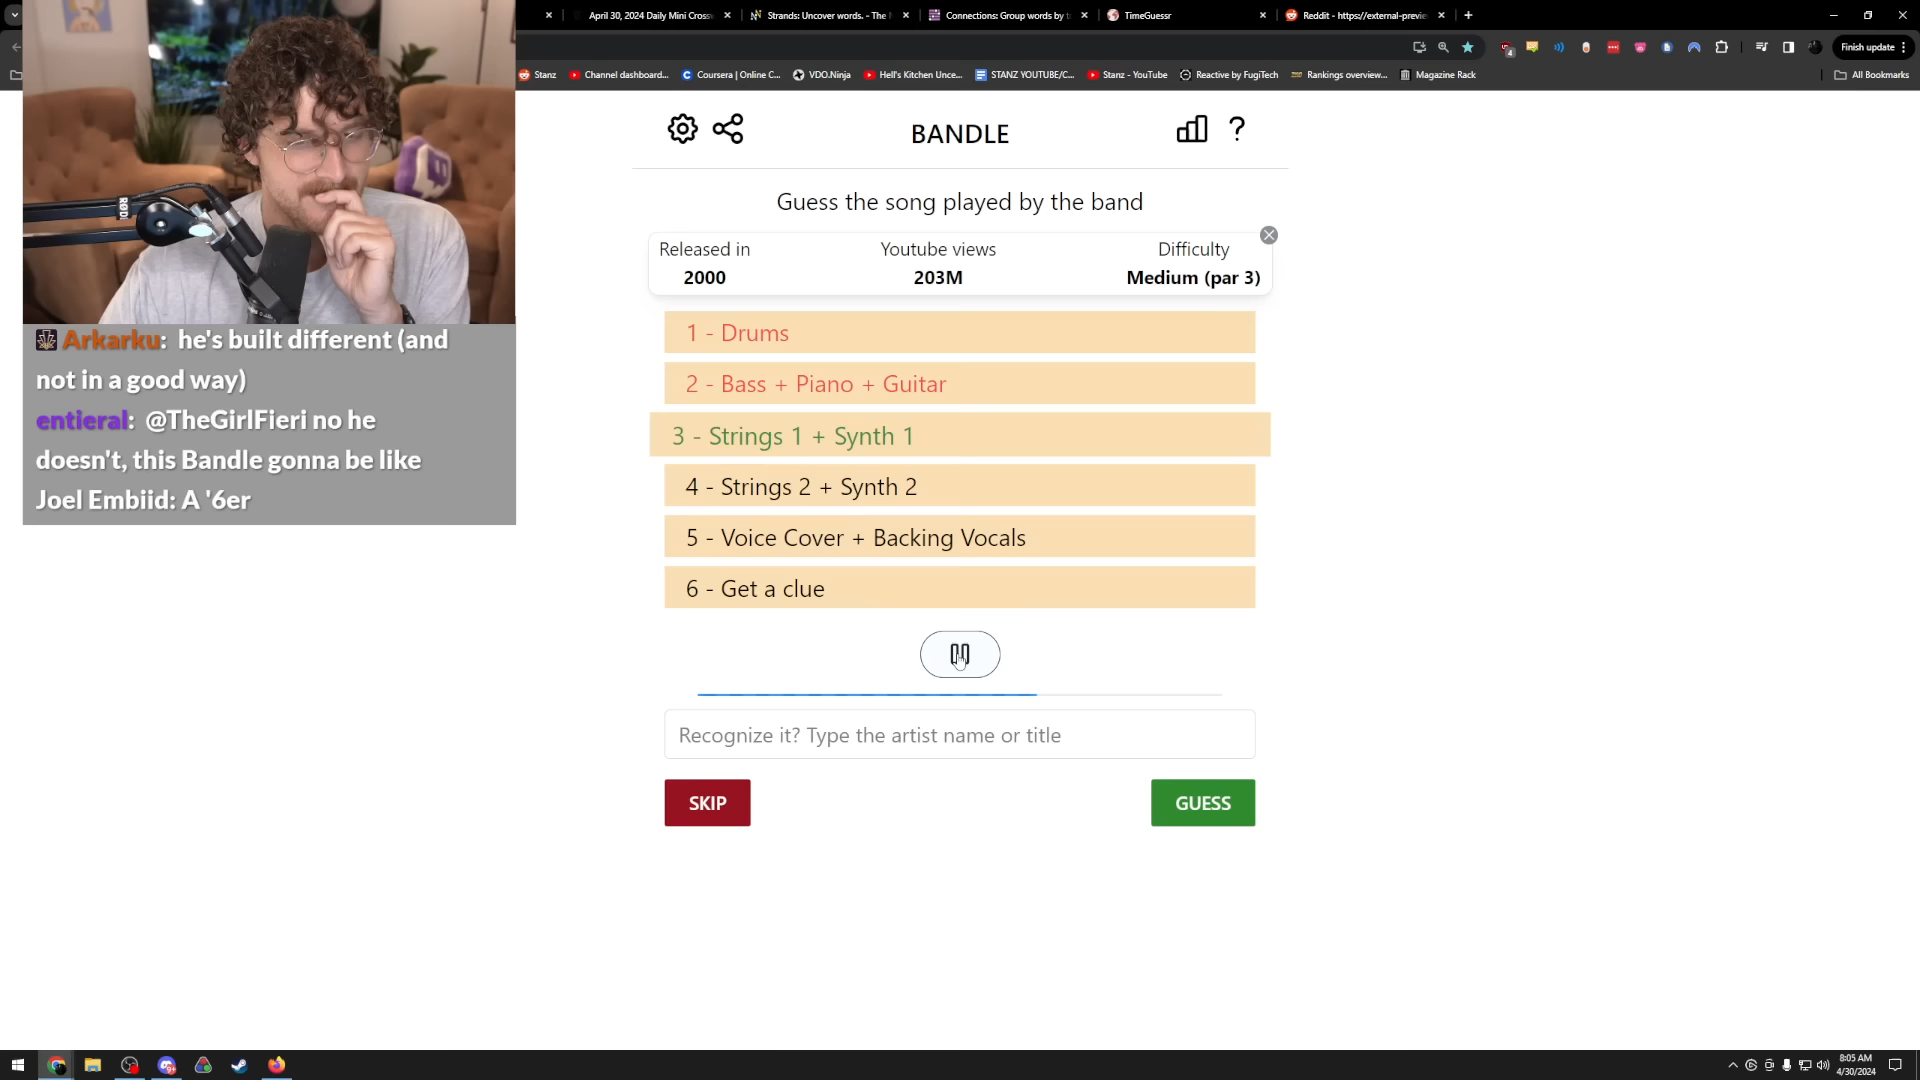 April 30, 2024 Daily Mini Cross
Strands: Uncover words. - The
Connections: Group words by t
TimeGuessr
Reddit - https://external-previe
Finish update
Stanz
Channel dashboard...
Coursera | Online C...
VDO.Ninja
Hell's Kitchen Unce...
STANZ YOUTUBE/C...
Stanz - YouTube
Reactive by FugiTech
Rankings overview...
Magazine Rack
All Bookmarks
BANDLE
?
Guess the song played by the band
Released in
2000
Youtube views
203M
Difficulty
Medium (par 3)
1 - Drums
2 - Bass + Piano + Guitar
3 - Strings 1 + Synth 1
4 - Strings 2 + Synth 2
5 - Voice Cover + Backing Vocals
6 - Get a clue
Recognize it? Type the artist name or title
SKIP
GUESS
RØDE
Arkarku: he's built different (and
not in a good way)
entieral: @TheGirlFieri no he
doesn't, this Bandle gonna be like
Joel Embiid: A '6er
8:05 AM
4/30/2024